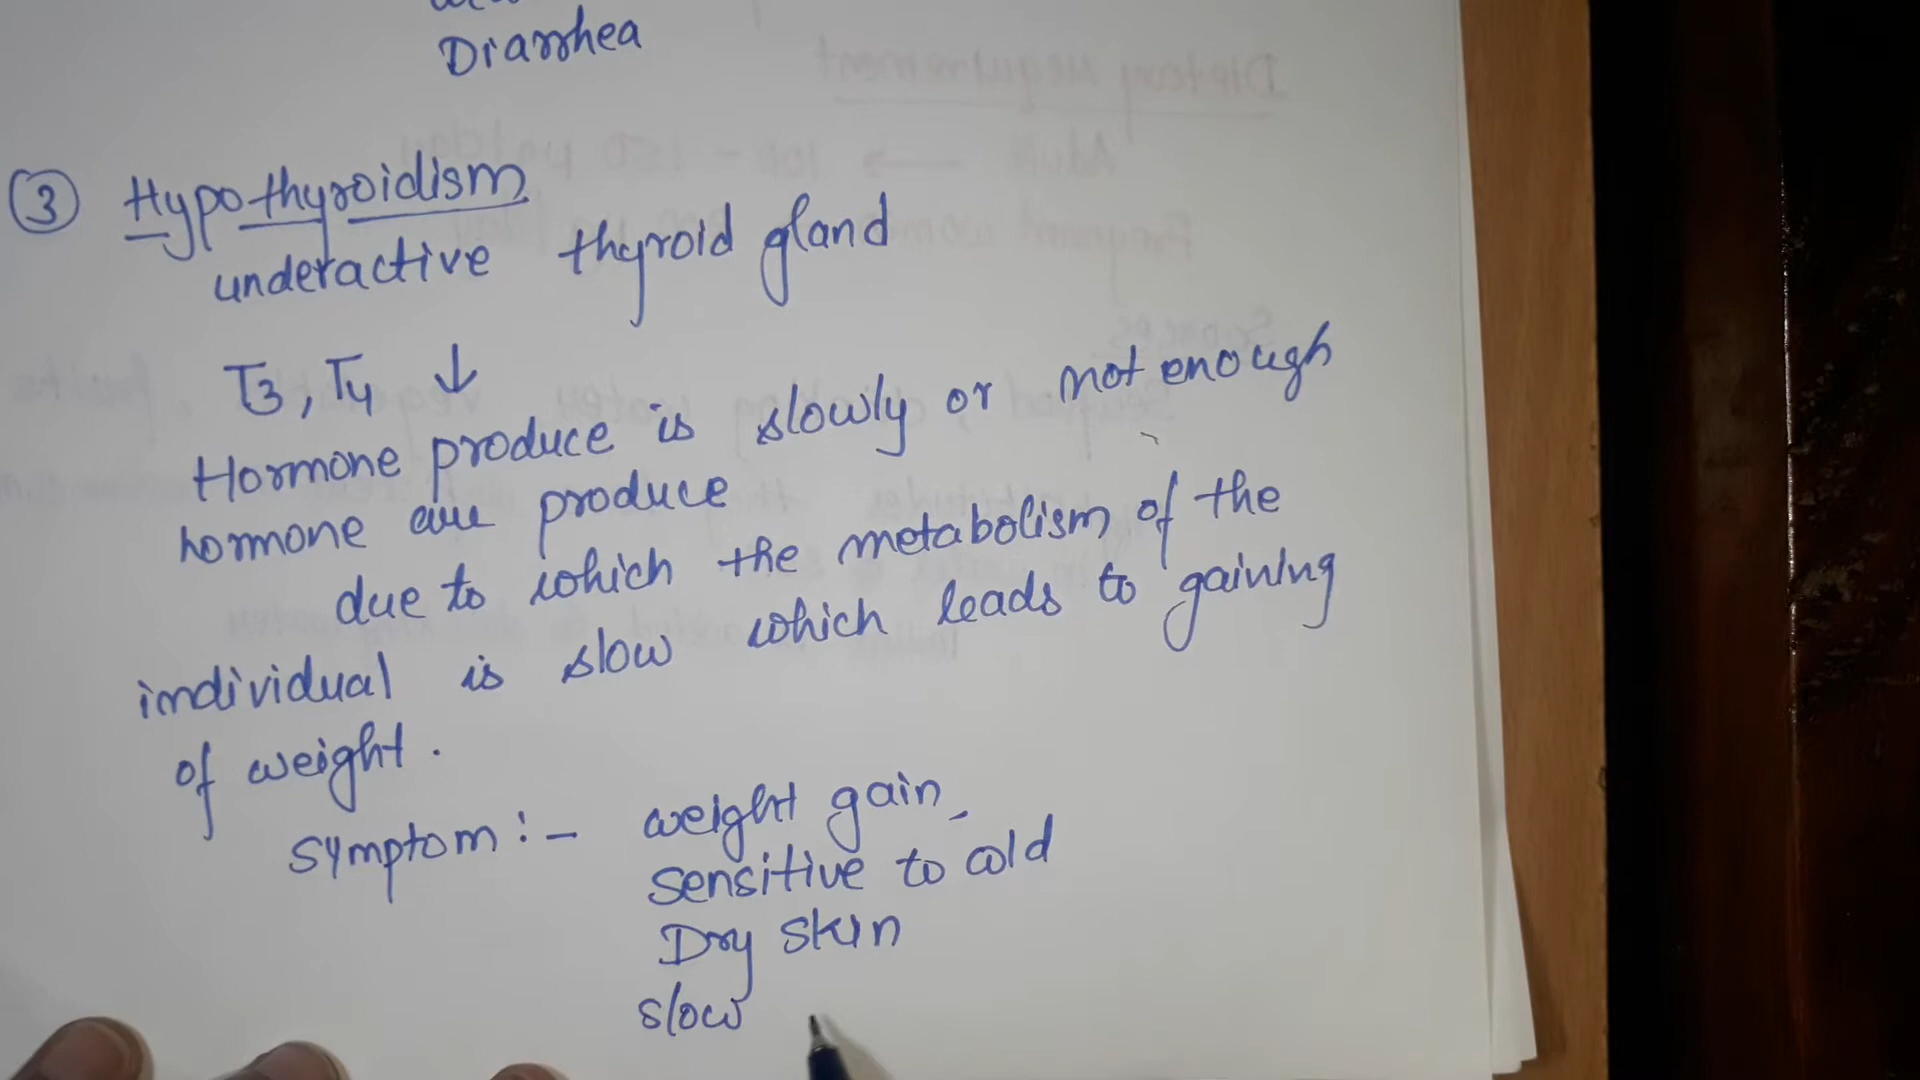 Diarrhea
③ Hypothyroidism
underactive thyroid gland
T3, T4 ↓
Hormone produce is slowly or not enough
hormone are produce
due to which the metabolism of the
individual is slow which leads to gaining
of weight.
Symptom :- weight gain
sensitive to cold
Dry skin
slow